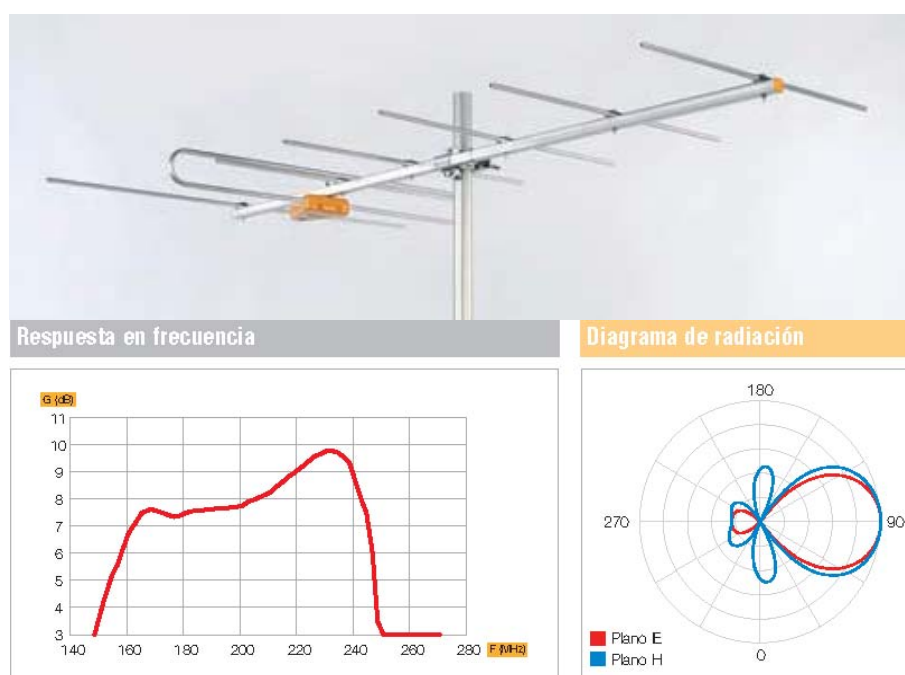 Respuesta en frecuencia
Diagrama de radiación
G (dB)
11
10
9
8
7
6
5
4
3
140 160 180 200 220 240 260 280 F (MHz)
180
270
90
0
Plano E
Plano H